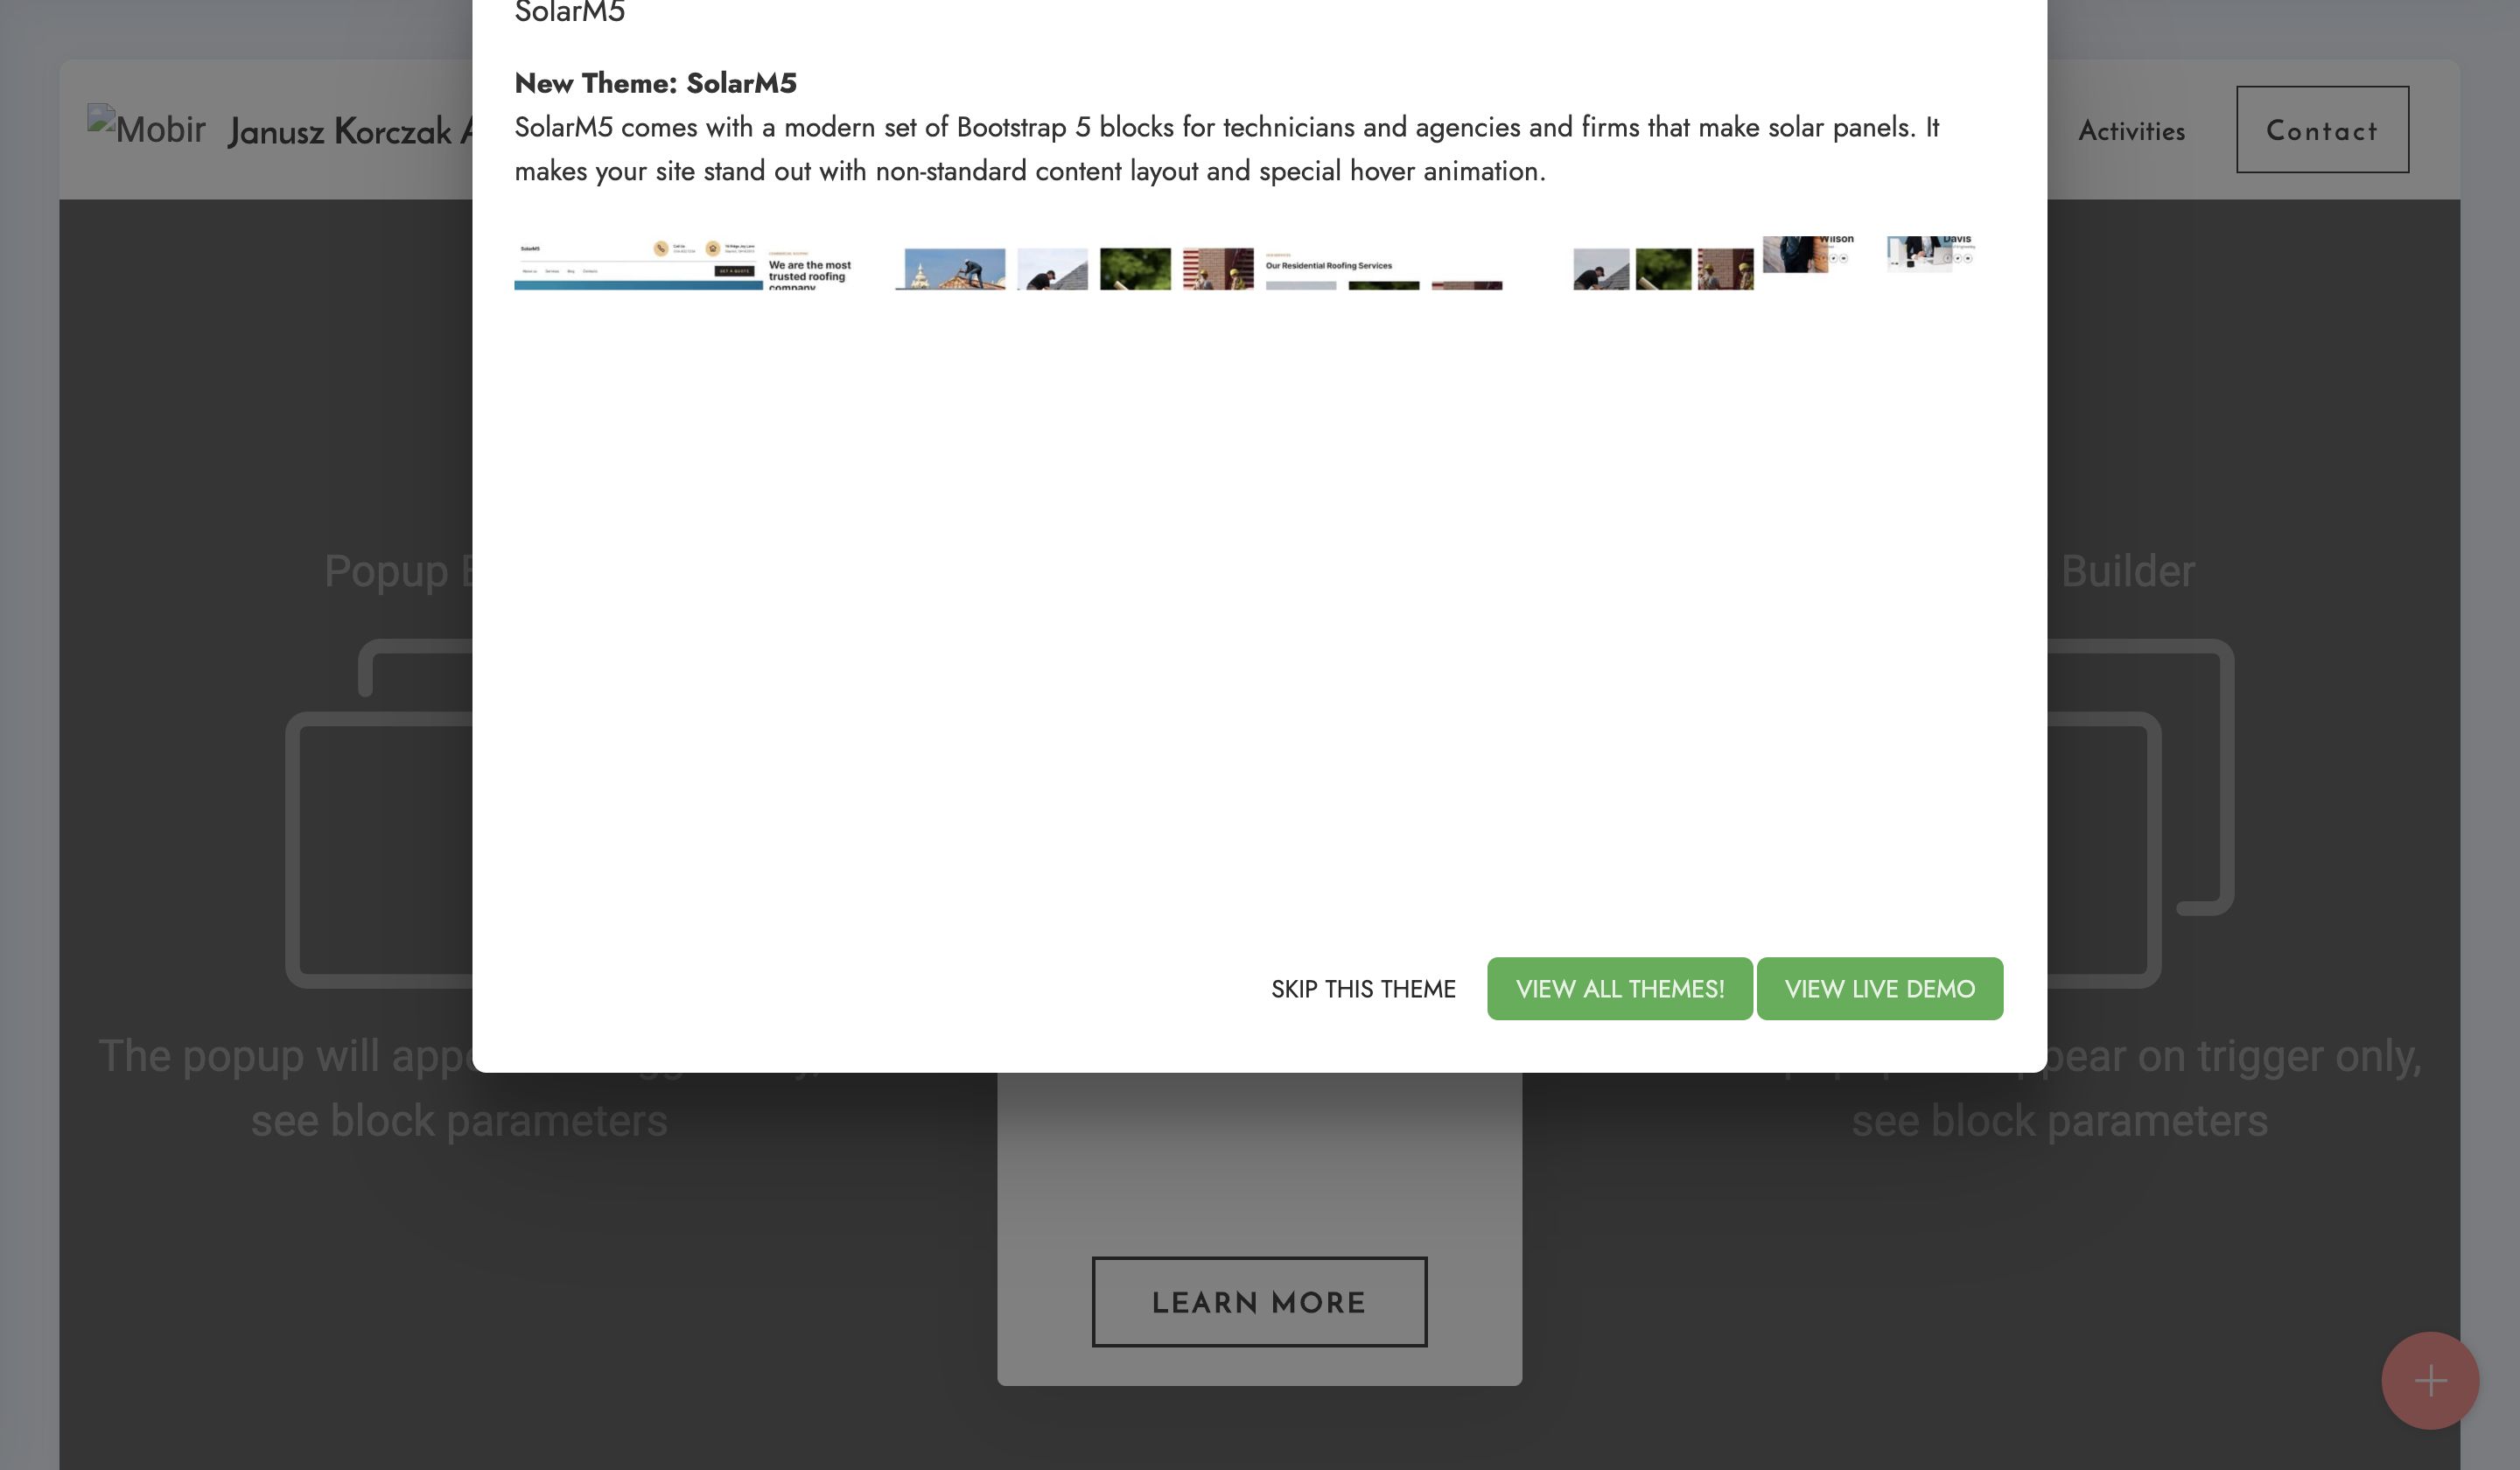 SolarM5
New Theme: SolarM5
SolarM5 comes with a modern set of Bootstrap 5 blocks for technicians and agencies and firms that make solar panels. It
makes your site stand out with non-standard content layout and special hover animation.
Mobir
Janusz Korczak A
Activities
Contact
SolarM5
GET A QUOTE
We are the most
trusted roofing
company
Our Residential Roofing Services
Wilson
Davis
Popup B
Builder
The popup will appe
see block parameters
pear on trigger only,
see block parameters
SKIP THIS THEME
VIEW ALL THEMES!
VIEW LIVE DEMO
LEARN MORE